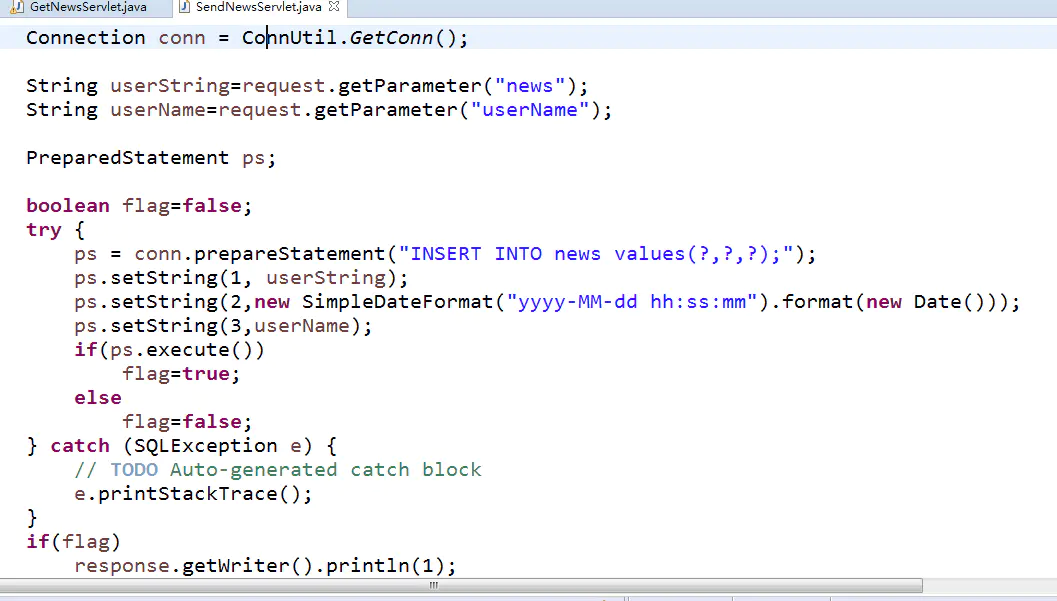 GetNewsServlet.java SendNewsServlet.java
Connection conn = ConnUtil.GetConn();
String userString=request.getParameter("news");
String userName=request.getParameter("userName");
PreparedStatement ps;
boolean flag=false;
try {
ps = conn.prepareStatement("INSERT INTO news values(?,?,?);");
ps.setString(1, userString);
ps.setString(2,new SimpleDateFormat("yyyy-MM-dd hh:ss:mm").format(new Date()));
ps.setString(3,userName);
if(ps.execute())
flag=true;
else
flag=false;
} catch (SQLException e) {
// TODO Auto-generated catch block
e.printStackTrace();
}
if(flag)
response.getWriter().println(1);